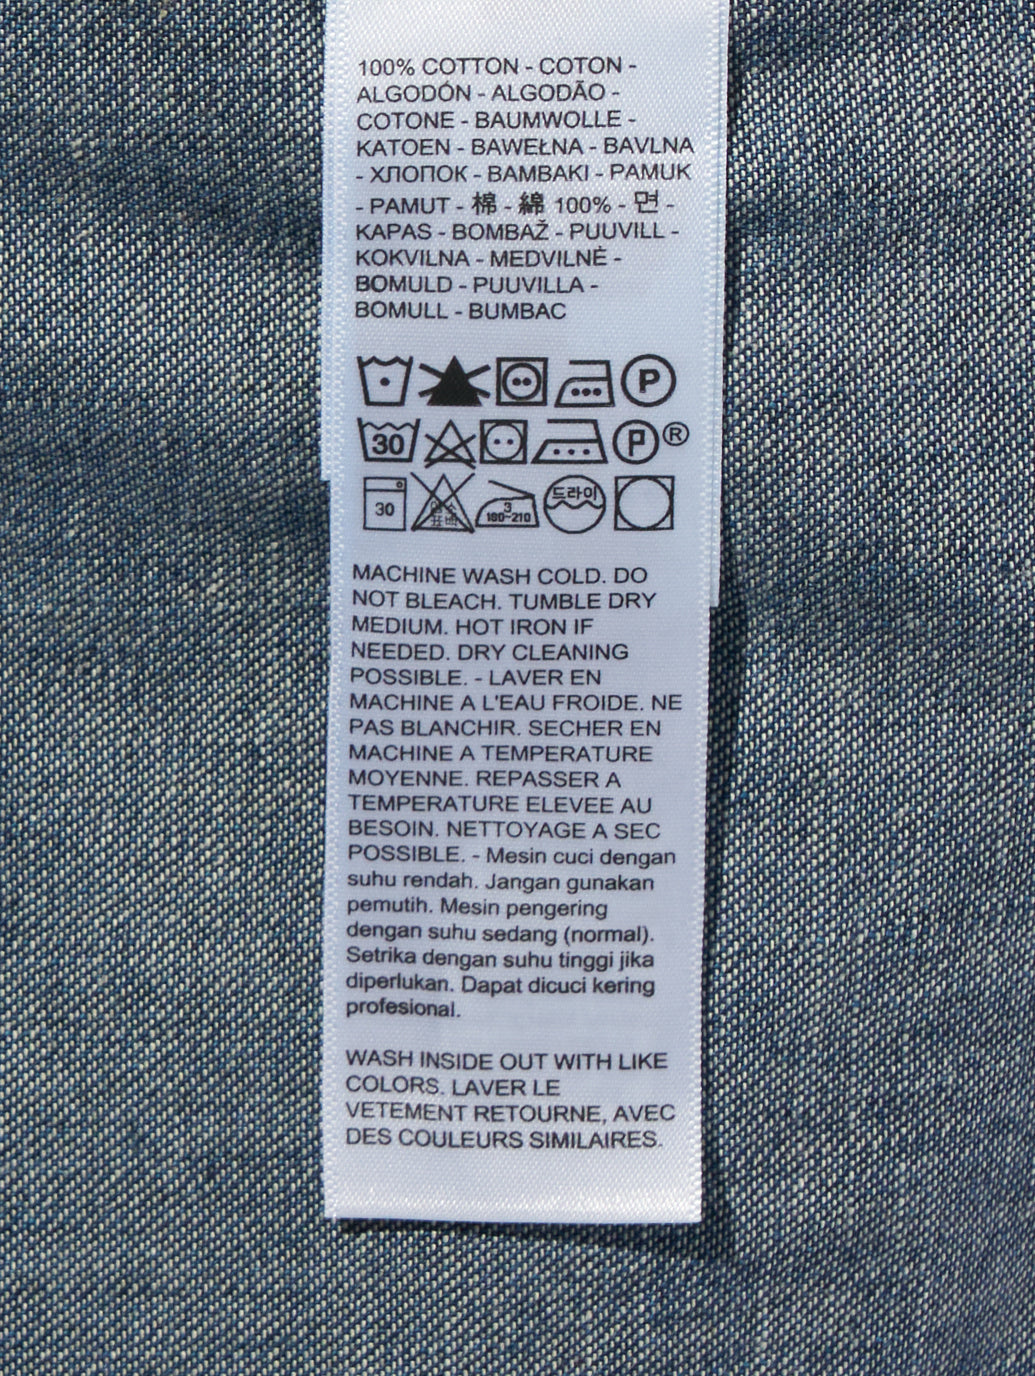 100% COTTON - COTON -
ALGODÓN - ALGODÃO -
COTONE - BAUMWOLLE -
KATOEN - BAWEŁNA - BAVLNA
- ХЛОПОК - BAMBAKI - PAMUK
- PAMUT - 棉 - 綿 100% - 면 -
KAPAS - BOMBAŽ - PUUVILL -
KOKVILNA - MEDVILNĖ -
BOMULD - PUUVILLA -
BOMULL - BUMBAC
P
30 P ®
30 3 180~210 드라이
MACHINE WASH COLD. DO
NOT BLEACH. TUMBLE DRY
MEDIUM. HOT IRON IF
NEEDED. DRY CLEANING
POSSIBLE. - LAVER EN
MACHINE A L'EAU FROIDE. NE
PAS BLANCHIR. SECHER EN
MACHINE A TEMPERATURE
MOYENNE. REPASSER A
TEMPERATURE ELEVEE AU
BESOIN. NETTOYAGE A SEC
POSSIBLE. - Mesin cuci dengan
suhu rendah. Jangan gunakan
pemutih. Mesin pengering
dengan suhu sedang (normal).
Setrika dengan suhu tinggi jika
diperlukan. Dapat dicuci kering
profesional.
WASH INSIDE OUT WITH LIKE
COLORS. LAVER LE
VETEMENT RETOURNE, AVEC
DES COULEURS SIMILAIRES.